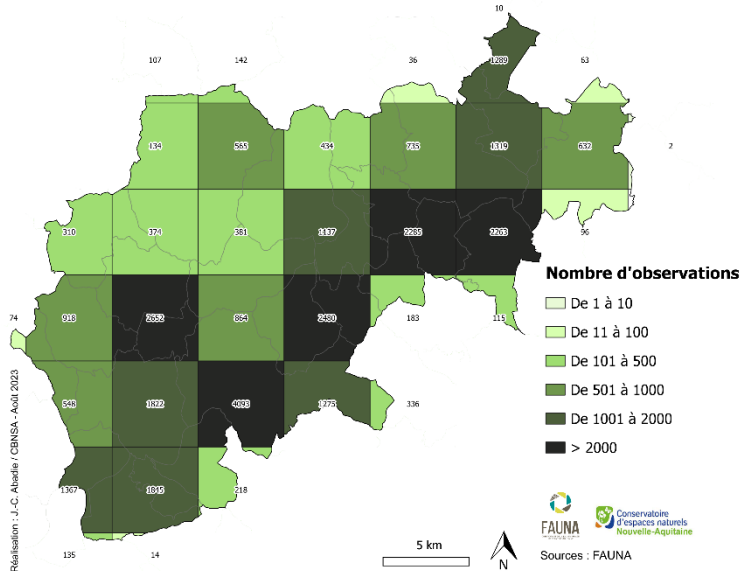 10
107 142 36 1289 63
134 565 434 735 1319 632 2
310 374 381 1137 2285 2263 96
Nombre d'observations
De 1 à 10
De 11 à 100
De 101 à 500
De 501 à 1000
De 1001 à 2000
> 2000
74 918 2652 864 2480 183 115
548 1822 4093 1275 336
1367 1845 218
135 14
Réalisation : J.-C. Abadie / CBNSA - Août 2023
5 km
N
FAUNA
Conservatoire
d'espaces naturels
Nouvelle-Aquitaine
Sources : FAUNA